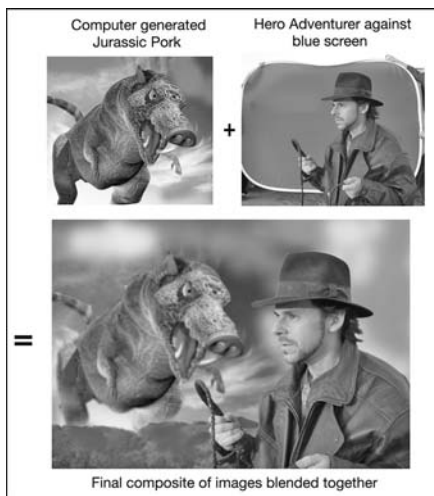 Computer generated
Jurassic Pork
Hero Adventurer against
blue screen
+
=
Final composite of images blended together